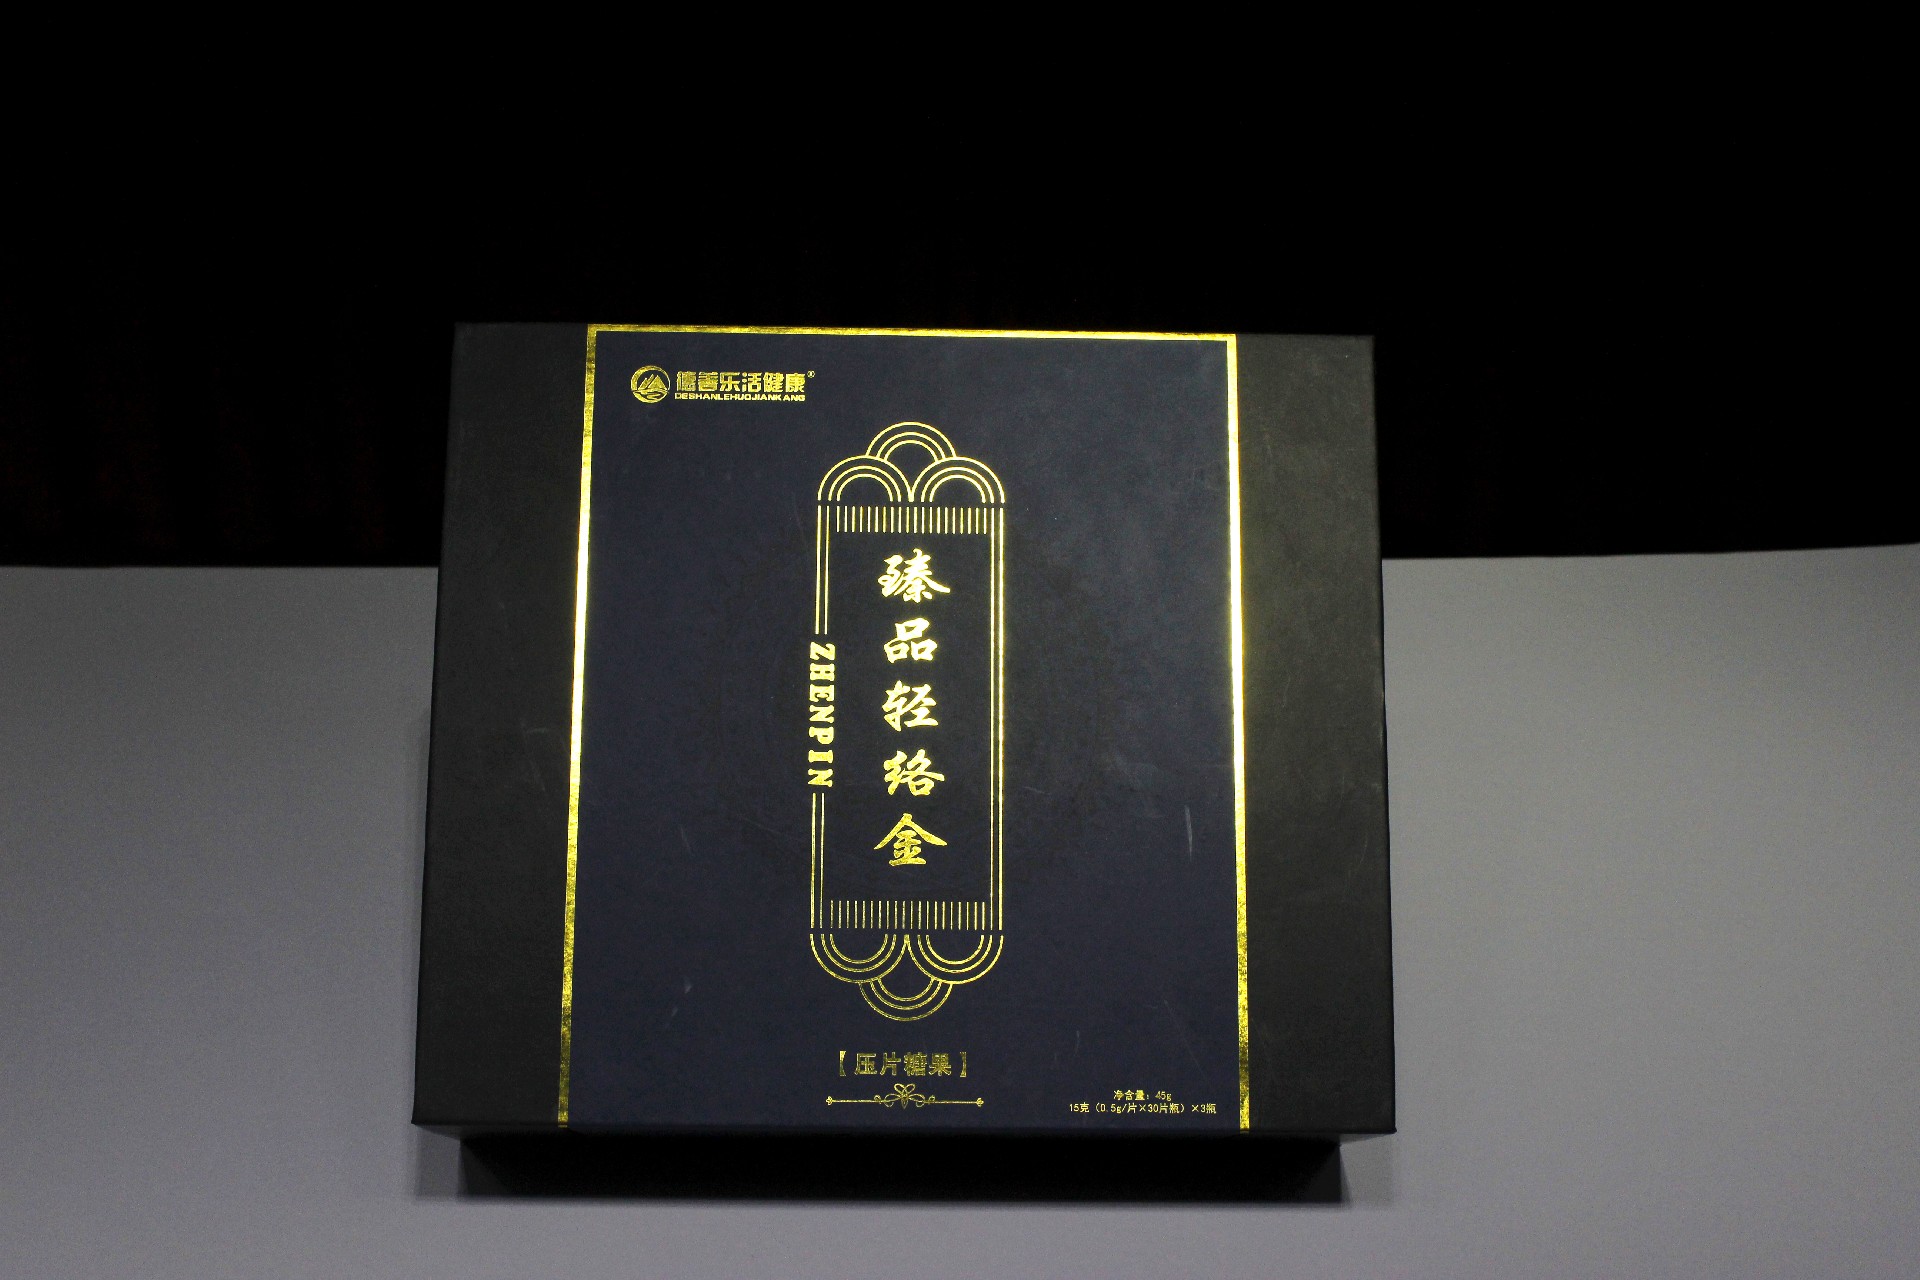 德善乐活健康®
DESHANLEHUOJIANKANG
臻品轻络金
ZHENPIN
【压片糖果】
净含量：45g
15克（0.5g/片×30片瓶）×3瓶